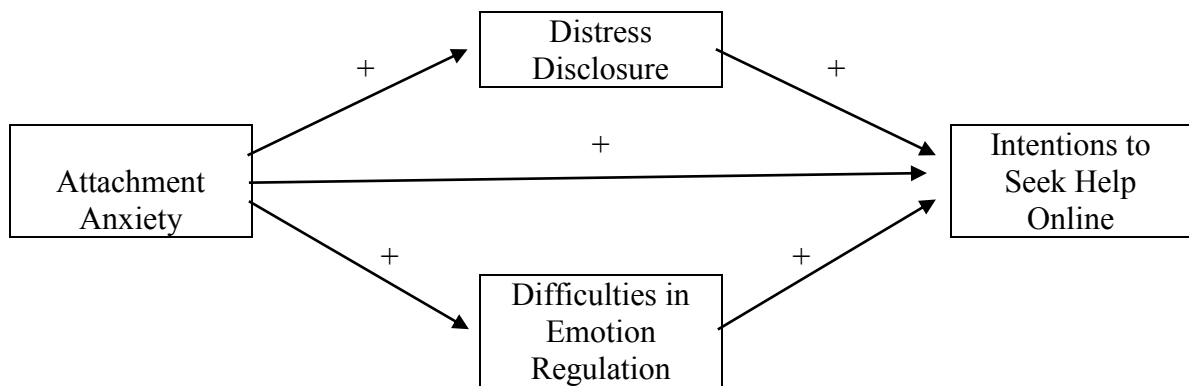 Distress
Disclosure
+
+
+
Attachment
Anxiety
Intentions to
Seek Help
Online
+
+
Difficulties in
Emotion
Regulation